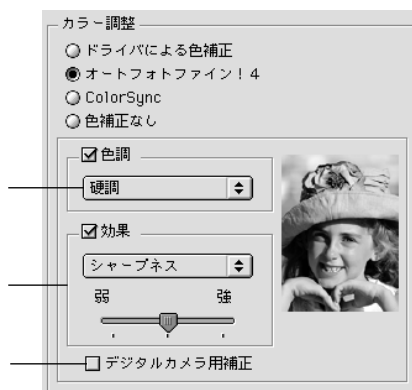 カラー調整
ドライバによる色補正
オートフォトファイン！4
ColorSync
色補正なし
色調
硬調
効果
シャープネス
弱 強
デジタルカメラ用補正